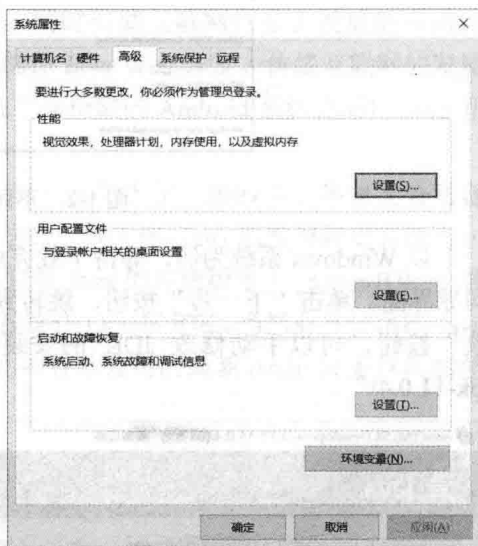 系统属性
计算机名 硬件 高级 系统保护 远程
要进行大多数更改，你必须作为管理员登录。
性能
视觉效果，处理器计划，内存使用，以及虚拟内存
设置(S)...
用户配置文件
与登录帐户相关的桌面设置
设置(E)...
启动和故障恢复
系统启动、系统故障和调试信息
设置(T)...
环境变量(N)...
确定 取消 应用(A)